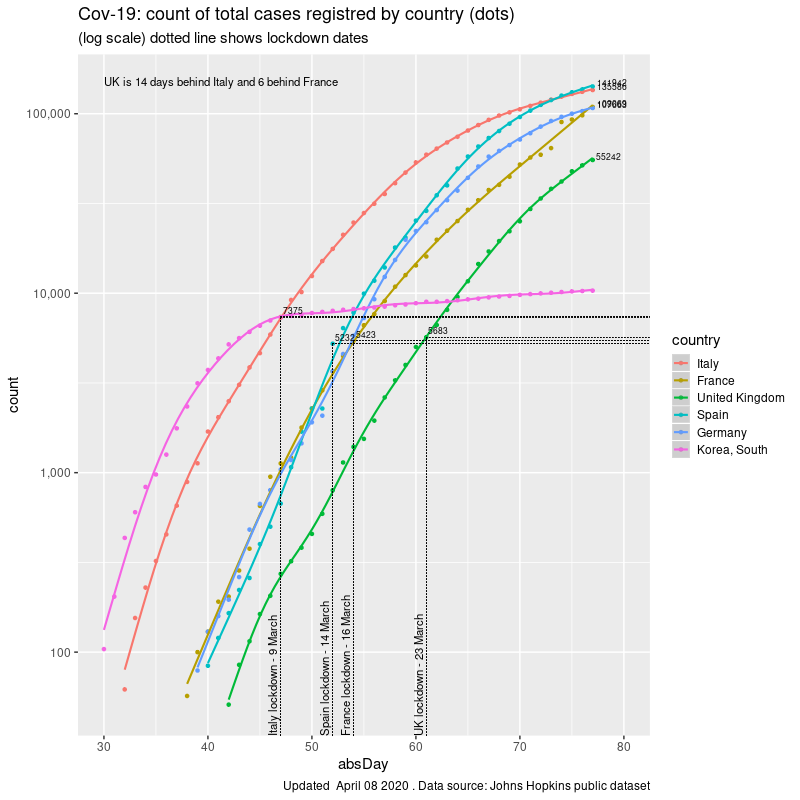 Cov-19: count of total cases registred by country (dots)
(log scale) dotted line shows lockdown dates
UK is 14 days behind Italy and 6 behind France
141942
135586
109069
55242
7375
5232
5423
5683
100,000
10,000
1,000
100
count
Italy lockdown - 9 March
Spain lockdown - 14 March
France lockdown - 16 March
UK lockdown - 23 March
30
40
50
60
70
80
absDay
country
Italy
France
United Kingdom
Spain
Germany
Korea, South
Updated April 08 2020 . Data source: Johns Hopkins public dataset